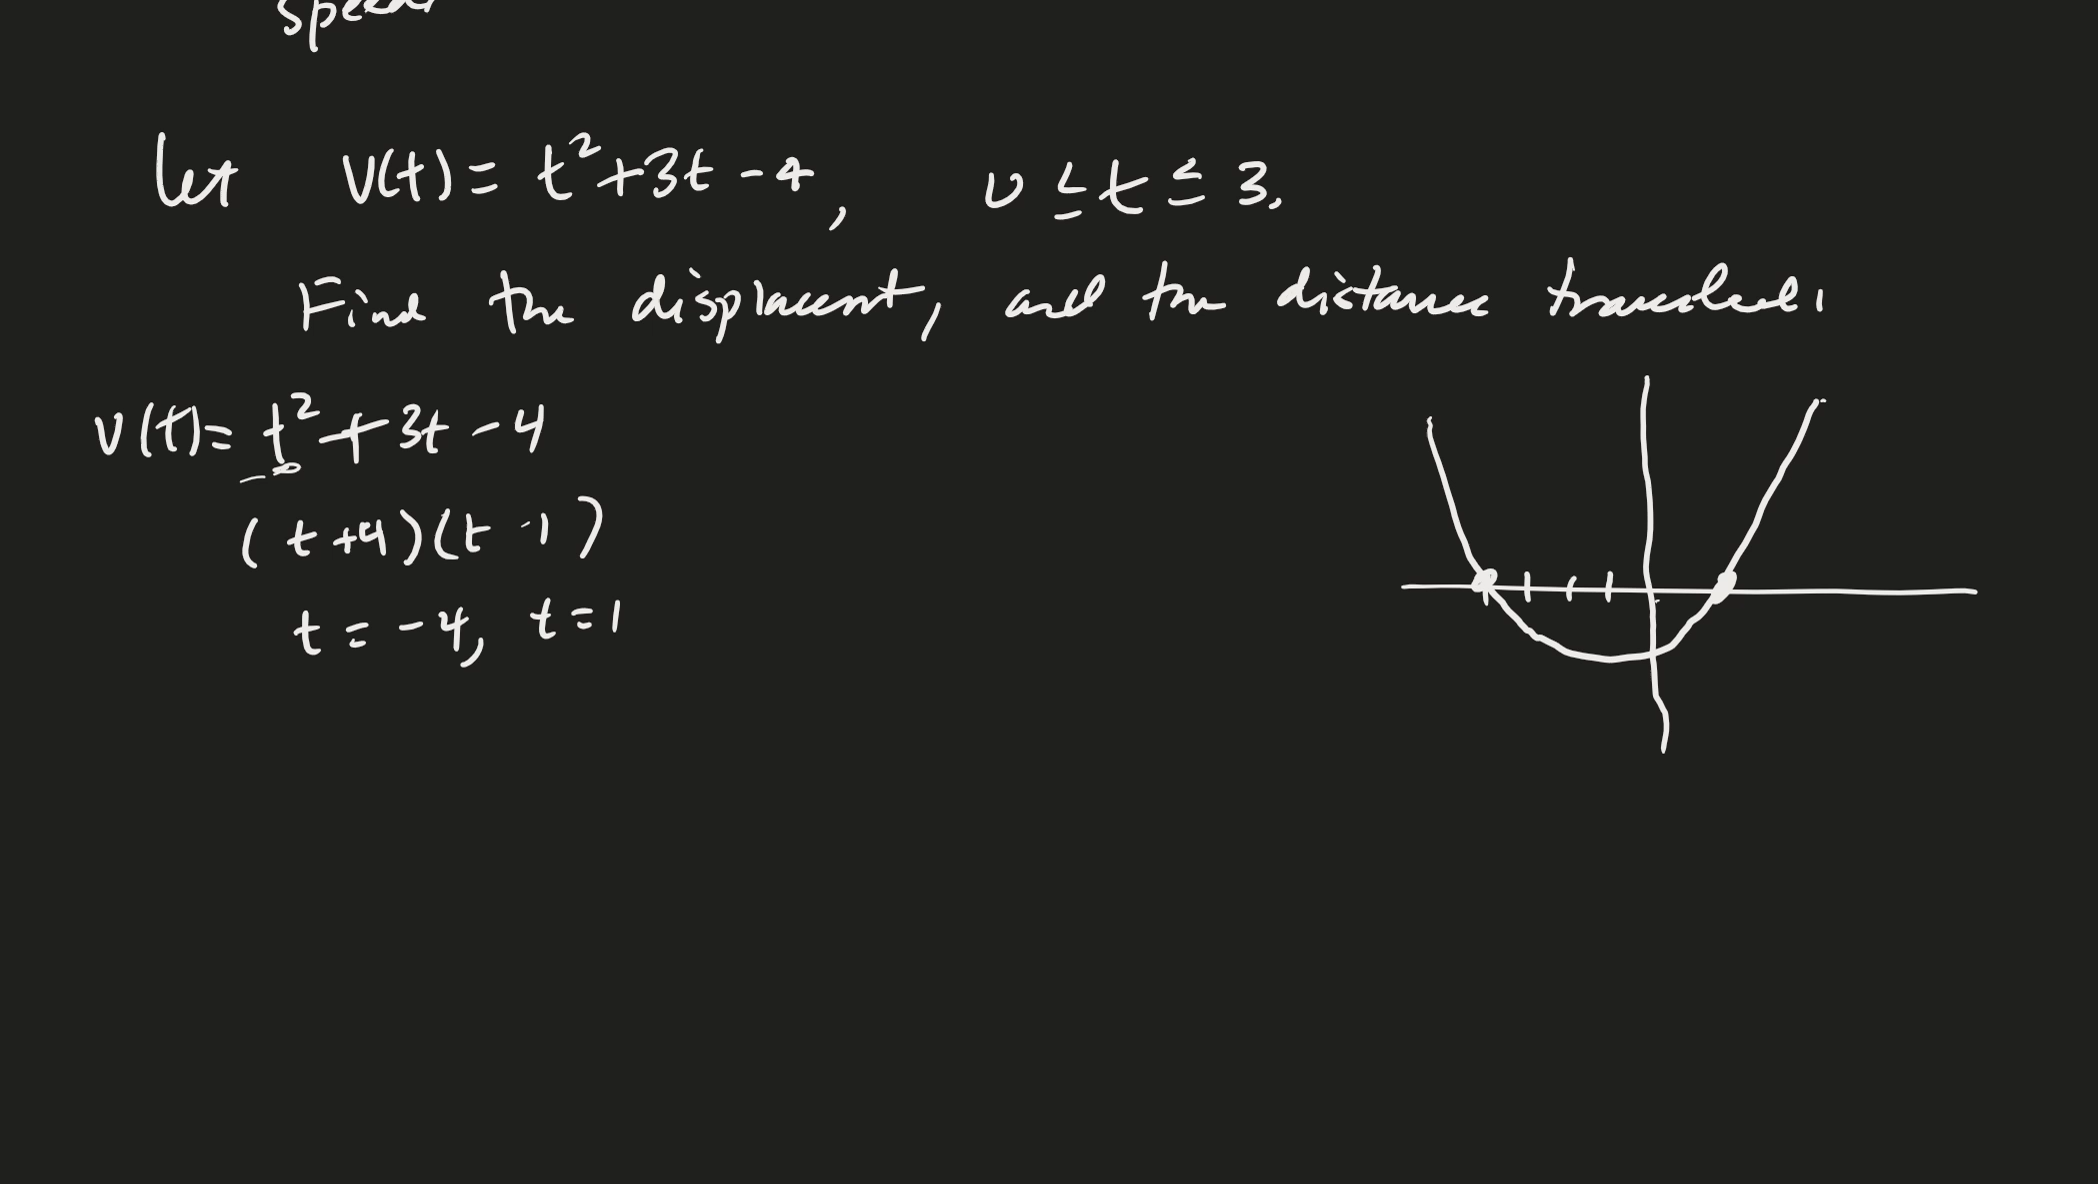 speed
Let V(t) = t²+3t-4, 0 ≤ t ≤ 3.
Find the displacement, and the distance traveled.
V(t) = t² + 3t - 4
(t+4)(t-1)
t = -4, t = 1